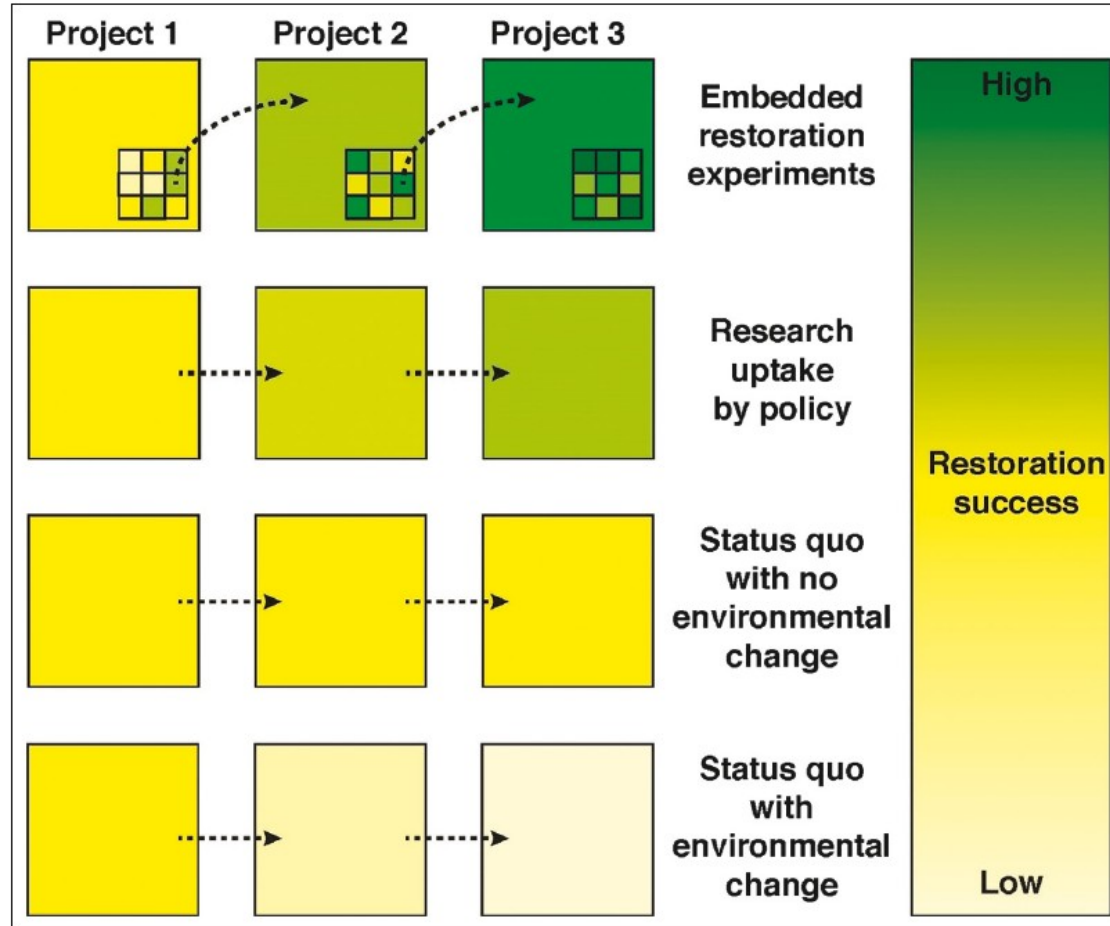 Project 1
Project 2
Project 3
Embedded
restoration
experiments
Research
uptake
by policy
Status quo
with no
environmental
change
Status quo
with
environmental
change
High
Restoration
success
Low